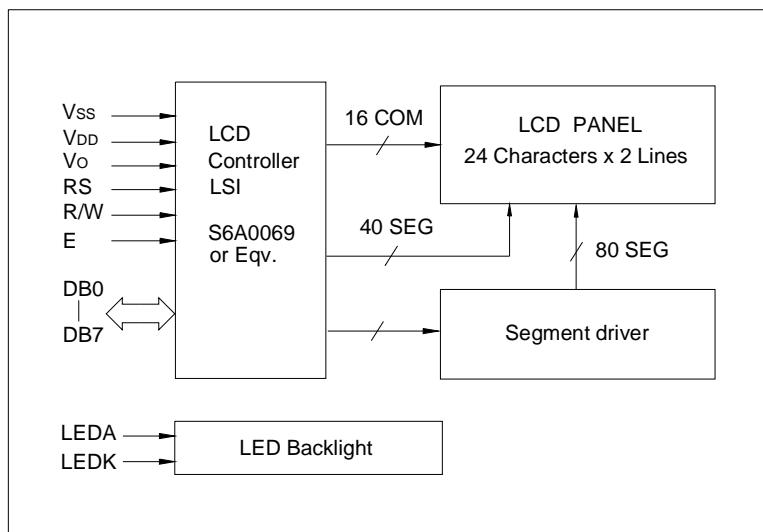 VSS
VDD
VO
RS
R/W
E
DB0
DB7
LCD
Controller
LSI
S6A0069
or Eqv.
16 COM
40 SEG
LCD PANEL
24 Characters x 2 Lines
80 SEG
Segment driver
LEDA
LEDK
LED Backlight